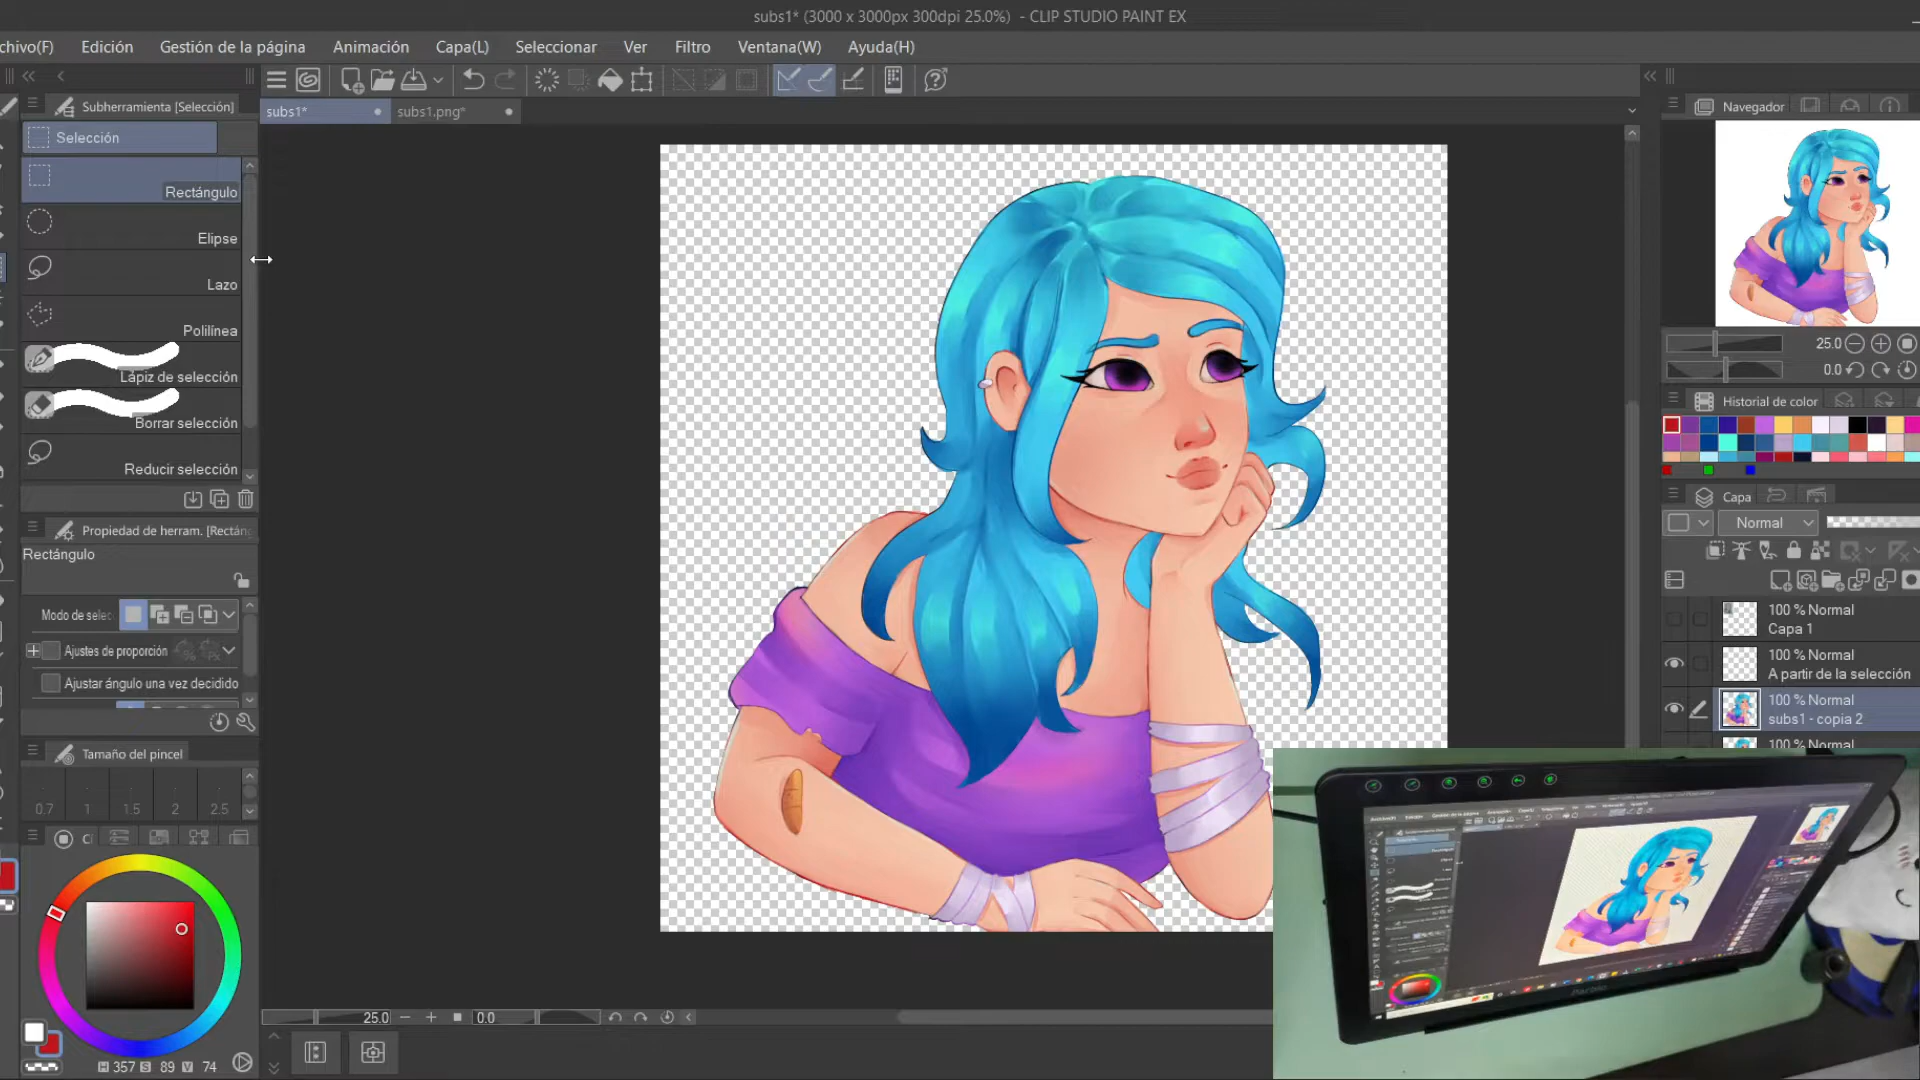 subs1* (3000 x 3000px 300dpi 25.0%) - CLIP STUDIO PAINT EX
chivo(F) Edición Gestión de la página Animación Capa(L) Seleccionar Ver Filtro Ventana(W) Ayuda(H)
Subherramienta [Selección]
subs1* subs1.png*
Navegador
Selección
Rectángulo
Elipse
Lazo
Polilínea
Lápiz de selección
Borrar selección
Reducir selección
25.0
0.0
Historial de color
Capa
Normal
Propiedad de herram. [Rectáng
Rectángulo
Modo de selec
Ajustes de proporción
Ajustar ángulo una vez decidido
100 % Normal
Capa 1
100 % Normal
A partir de la selección
100 % Normal
subs1 - copia 2
100 % Normal
Tamaño del pincel
0.7 1 1.5 2 2.5
Cí
H 357 S 89 V 74
25.0 0.0